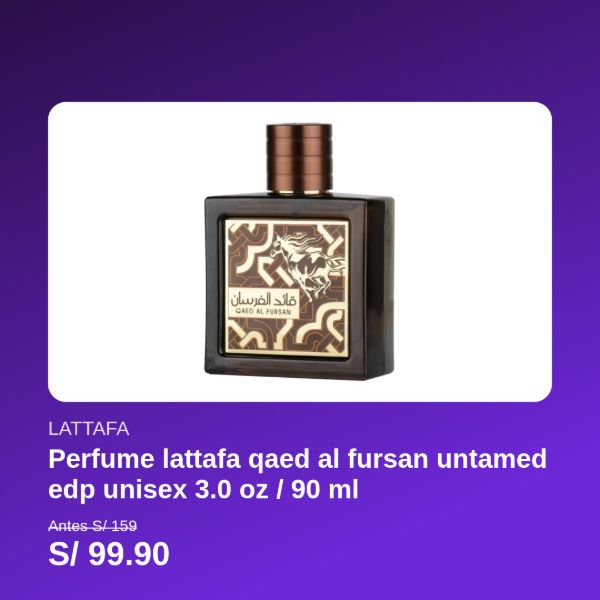 قائد الفرسان
QAED AL FURSAN
LATTAFA
Perfume lattafa qaed al fursan untamed
edp unisex 3.0 oz / 90 ml
Antes S/ 159
S/ 99.90